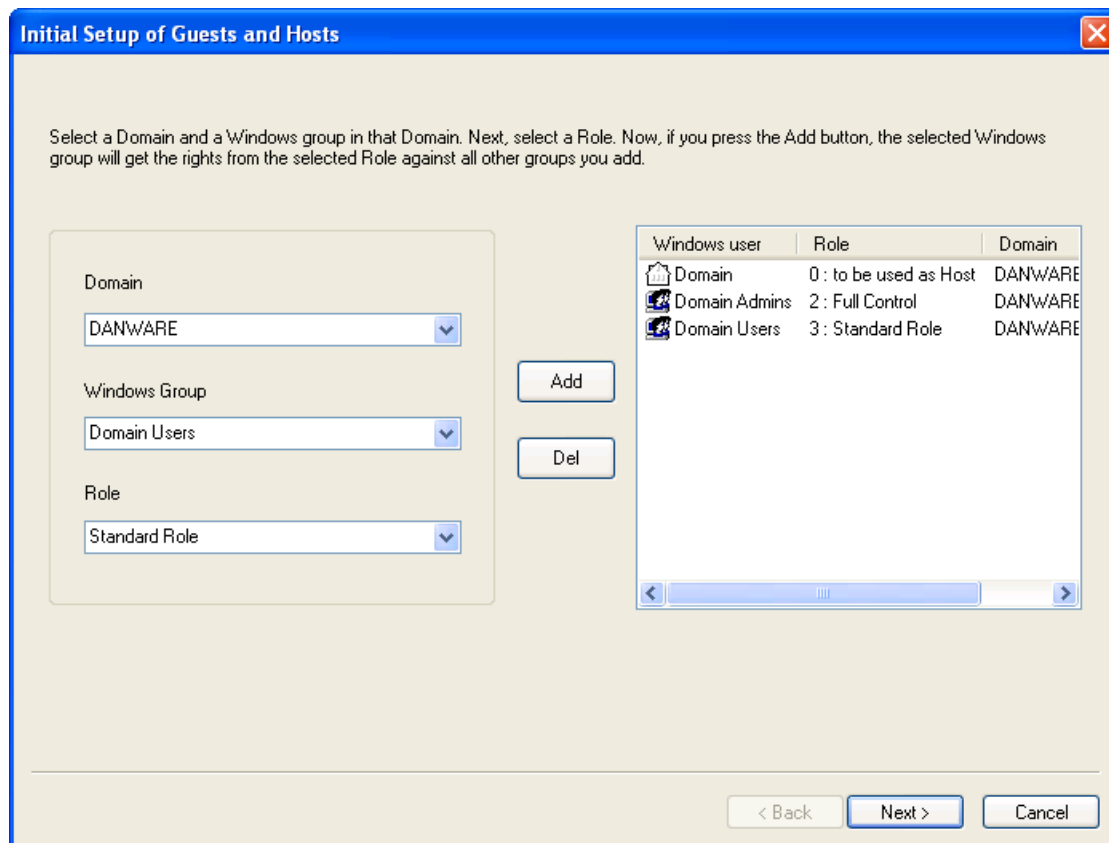 Initial Setup of Guests and Hosts
Select a Domain and a Windows group in that Domain. Next, select a Role. Now, if you press the Add button, the selected Windows
group will get the rights from the selected Role against all other groups you add.
Domain
DANWARE
Windows Group
Domain Users
Role
Standard Role
Add
Del
Windows user Role Domain
Domain 0 : to be used as Host DANWARE
Domain Admins 2 : Full Control DANWARE
Domain Users 3 : Standard Role DANWARE
< Back Next > Cancel